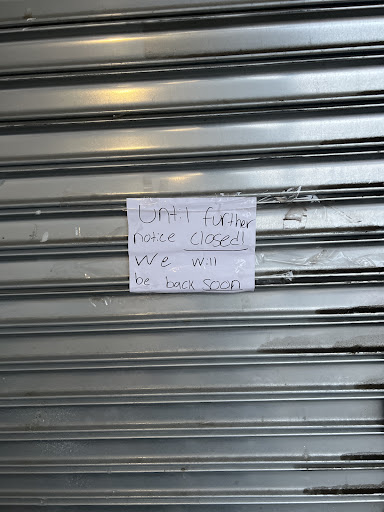 Until further
notice closed!
We will
be back soon